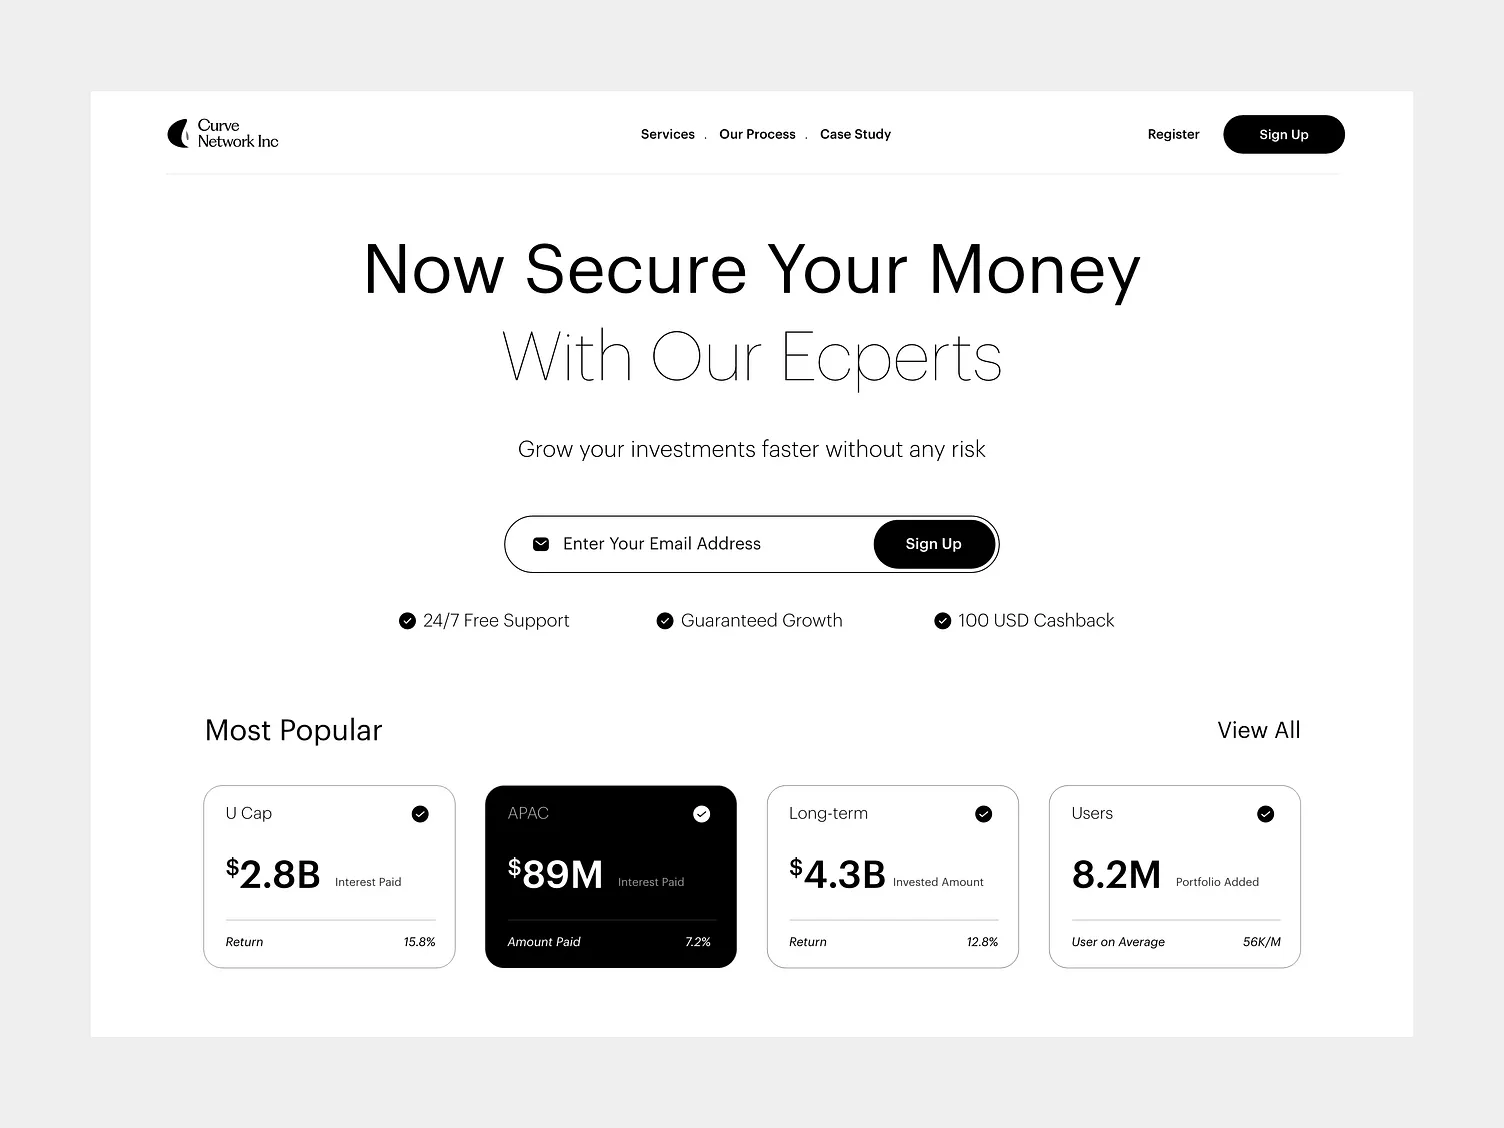 Curve
Network Inc
Services . Our Process . Case Study
Register
Sign Up
Now Secure Your Money
With Our Ecperts
Grow your investments faster without any risk
Enter Your Email Address
Sign Up
24/7 Free Support
Guaranteed Growth
100 USD Cashback
Most Popular
View All
U Cap
$2.8B Interest Paid
Return 15.8%
APAC
$89M Interest Paid
Amount Paid 7.2%
Long-term
$4.3B Invested Amount
Return 12.8%
Users
8.2M Portfolio Added
User on Average 56K/M